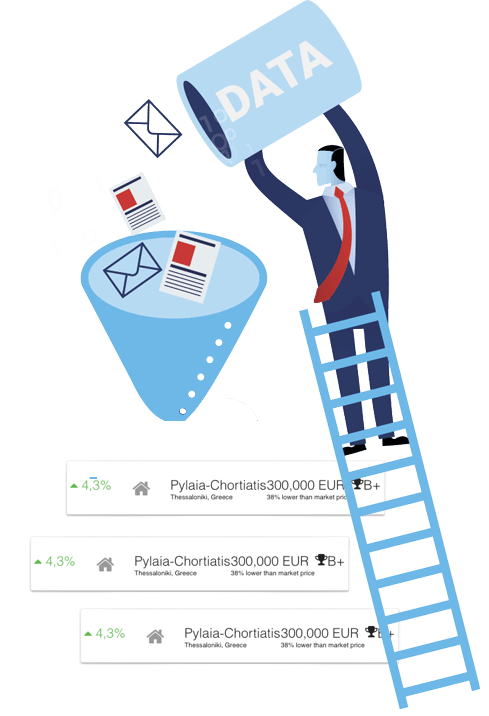 DATA
4,3%
Pylaia-Chortiatis300,000 EUR B+
Thessaloniki, Greece 38% lower than market price
4,3%
Pylaia-Chortiatis300,000 EUR B+
Thessaloniki, Greece 38% lower than market price
4,3%
Pylaia-Chortiatis300,000 EUR B+
Thessaloniki, Greece 38% lower than market price